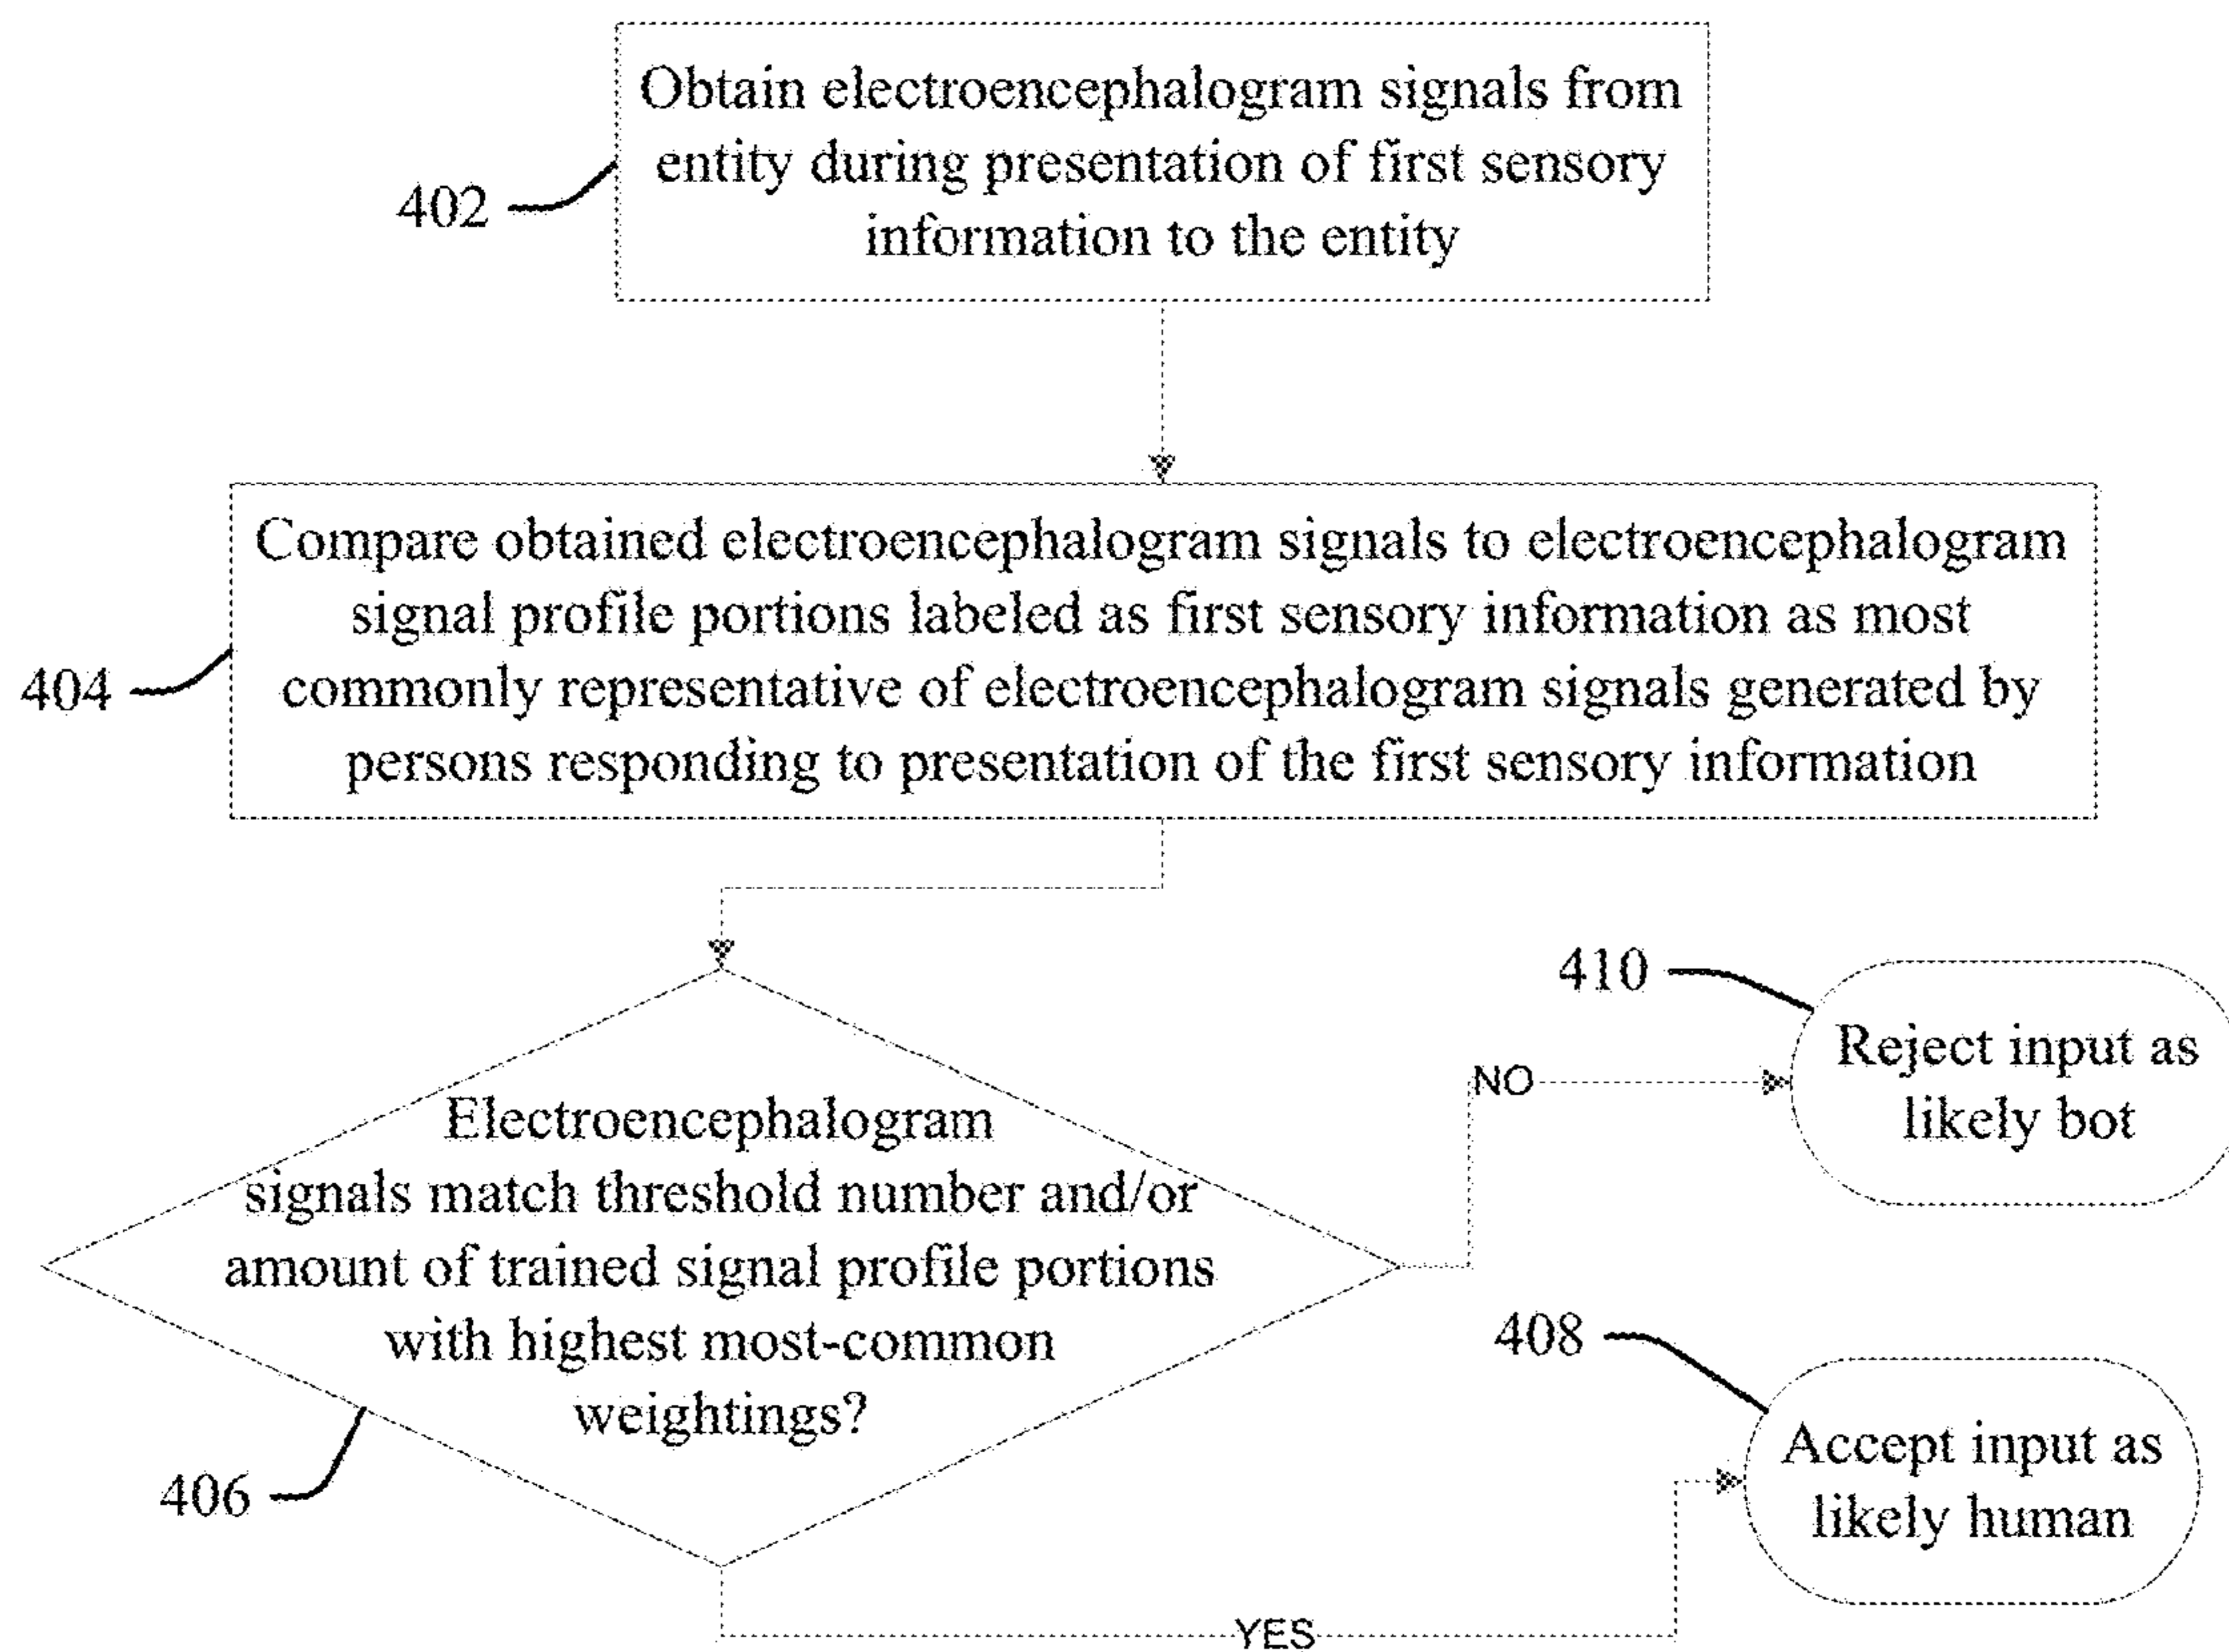 Obtain electroencephalogram signals from
entity during presentation of first sensory
information to the entity
402
Compare obtained electroencephalogram signals to electroencephalogram
signal profile portions labeled as first sensory information as most
commonly representative of electroencephalogram signals generated by
persons responding to presentation of the first sensory information
404
Electroencephalogram
signals match threshold number and/or
amount of trained signal profile portions
with highest most-common
weightings?
406
NO
410
Reject input as
likely bot
YES
408
Accept input as
likely human